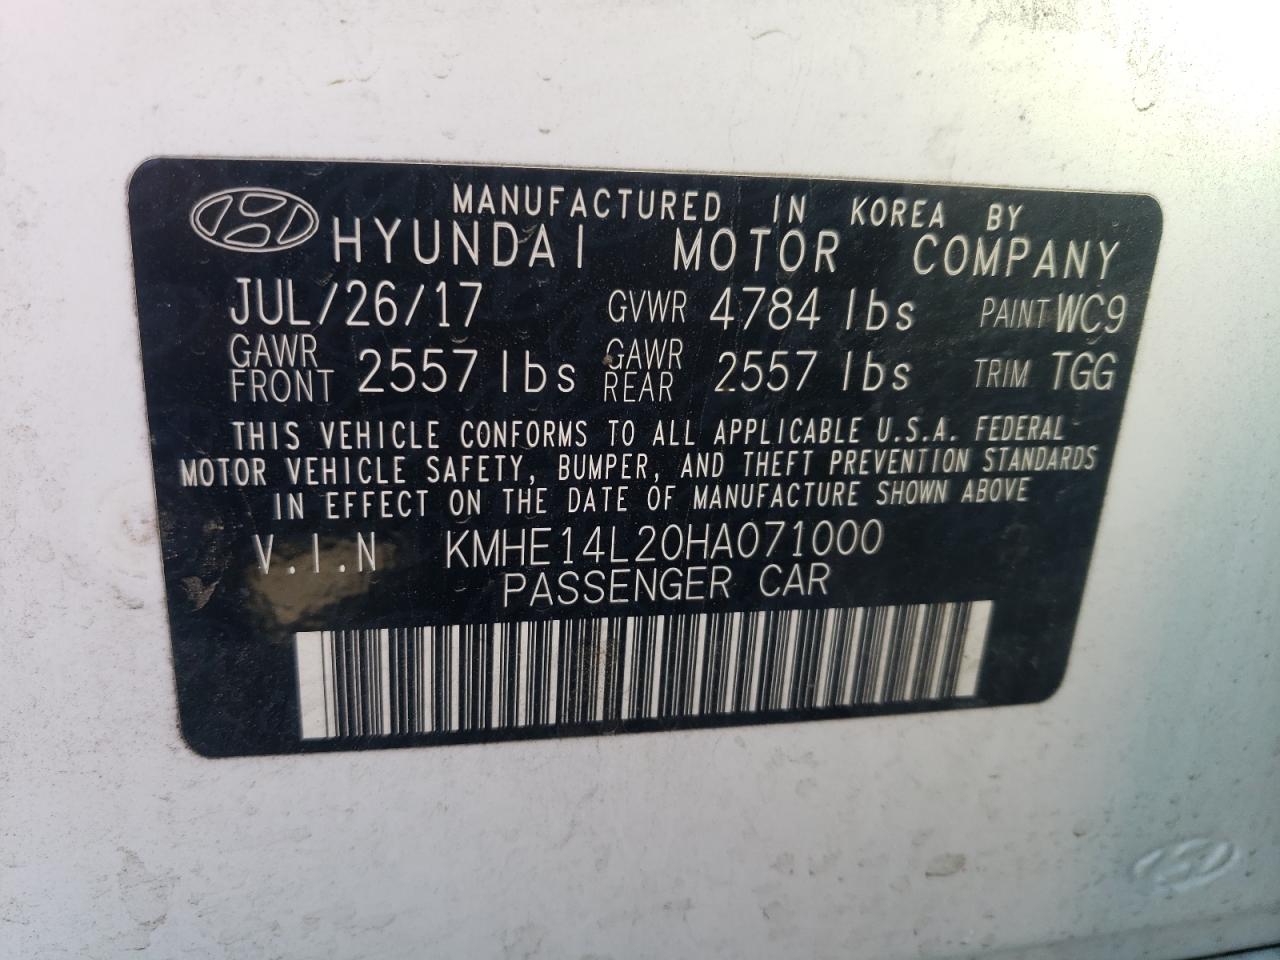 MANUFACTURED IN KOREA BY
HYUNDAI MOTOR COMPANY
JUL/26/17 GVWR 4784 lbs PAINT WC9
GAWR FRONT 2557 lbs GAWR REAR 2557 lbs TRIM TGG
THIS VEHICLE CONFORMS TO ALL APPLICABLE U.S.A. FEDERAL
MOTOR VEHICLE SAFETY, BUMPER, AND THEFT PREVENTION STANDARDS
IN EFFECT ON THE DATE OF MANUFACTURE SHOWN ABOVE
V.I.N KMHE14L20HA071000
PASSENGER CAR